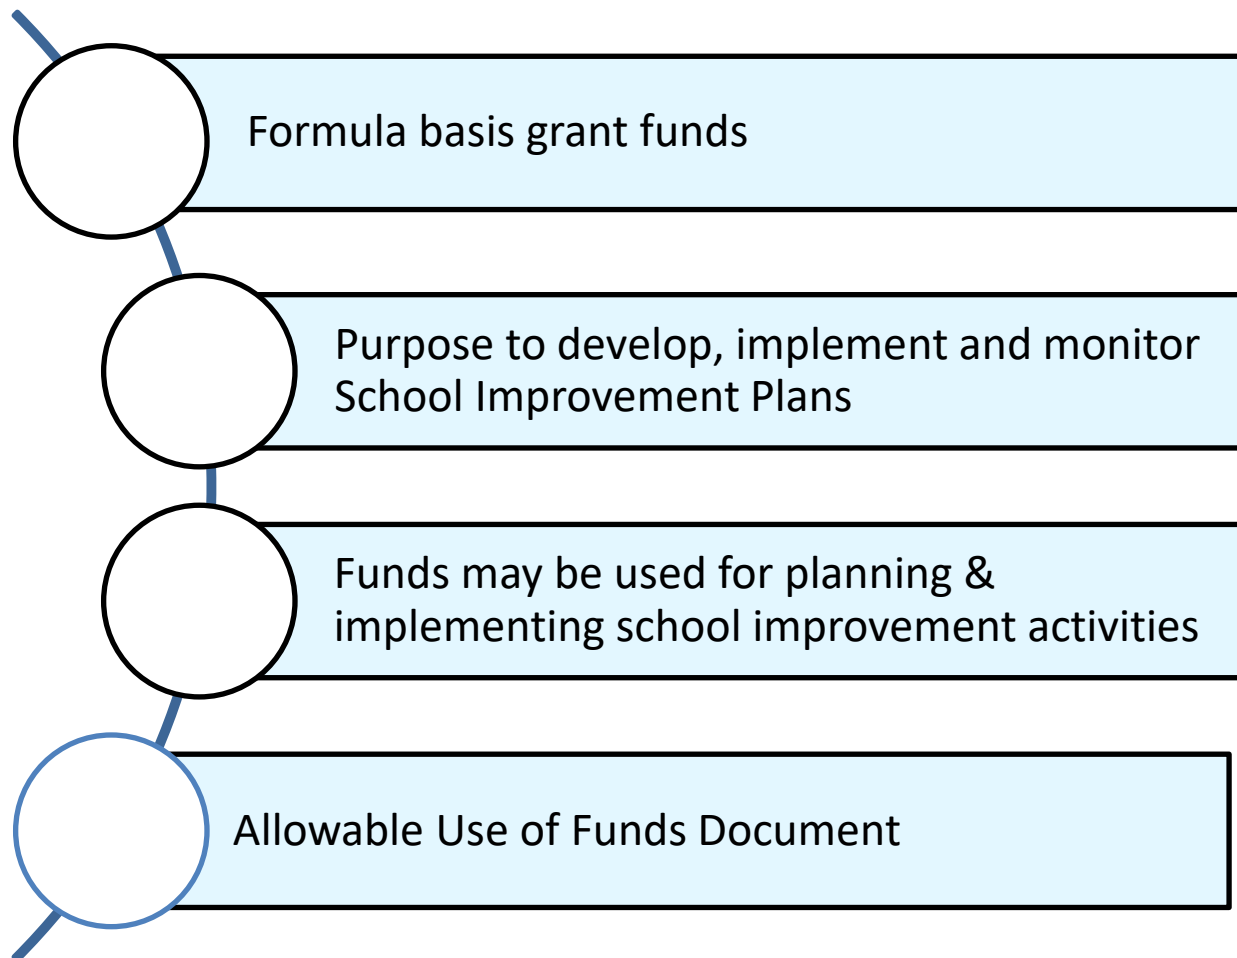 Formula basis grant funds
Purpose to develop, implement and monitor
School Improvement Plans
Funds may be used for planning &
implementing school improvement activities
Allowable Use of Funds Document